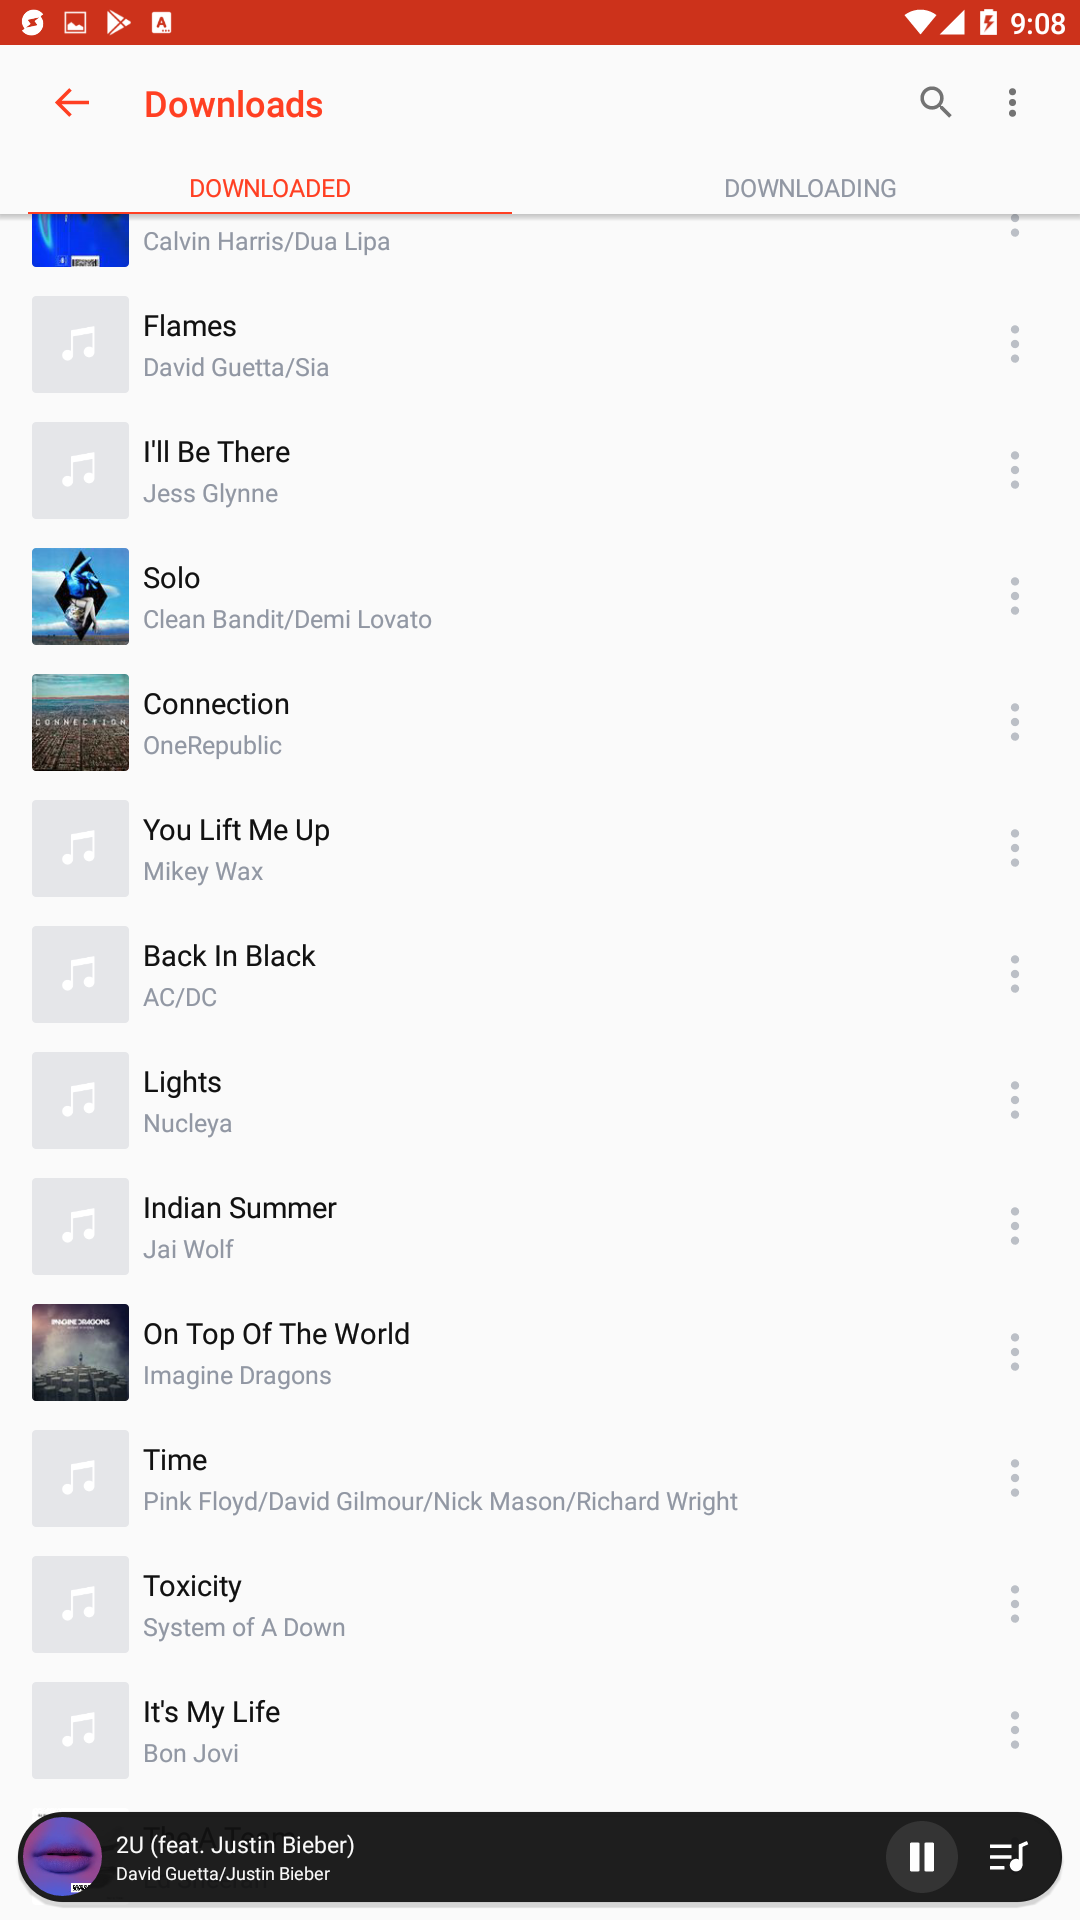 9:08
Downloads
DOWNLOADED
DOWNLOADING
Calvin Harris/Dua Lipa
Flames
David Guetta/Sia
I'll Be There
Jess Glynne
Solo
Clean Bandit/Demi Lovato
CONNECTION
Connection
OneRepublic
You Lift Me Up
Mikey Wax
Back In Black
AC/DC
Lights
Nucleya
Indian Summer
Jai Wolf
IMAGINE DRAGONS
On Top Of The World
Imagine Dragons
Time
Pink Floyd/David Gilmour/Nick Mason/Richard Wright
Toxicity
System of A Down
It's My Life
Bon Jovi
2U (feat. Justin Bieber)
David Guetta/Justin Bieber